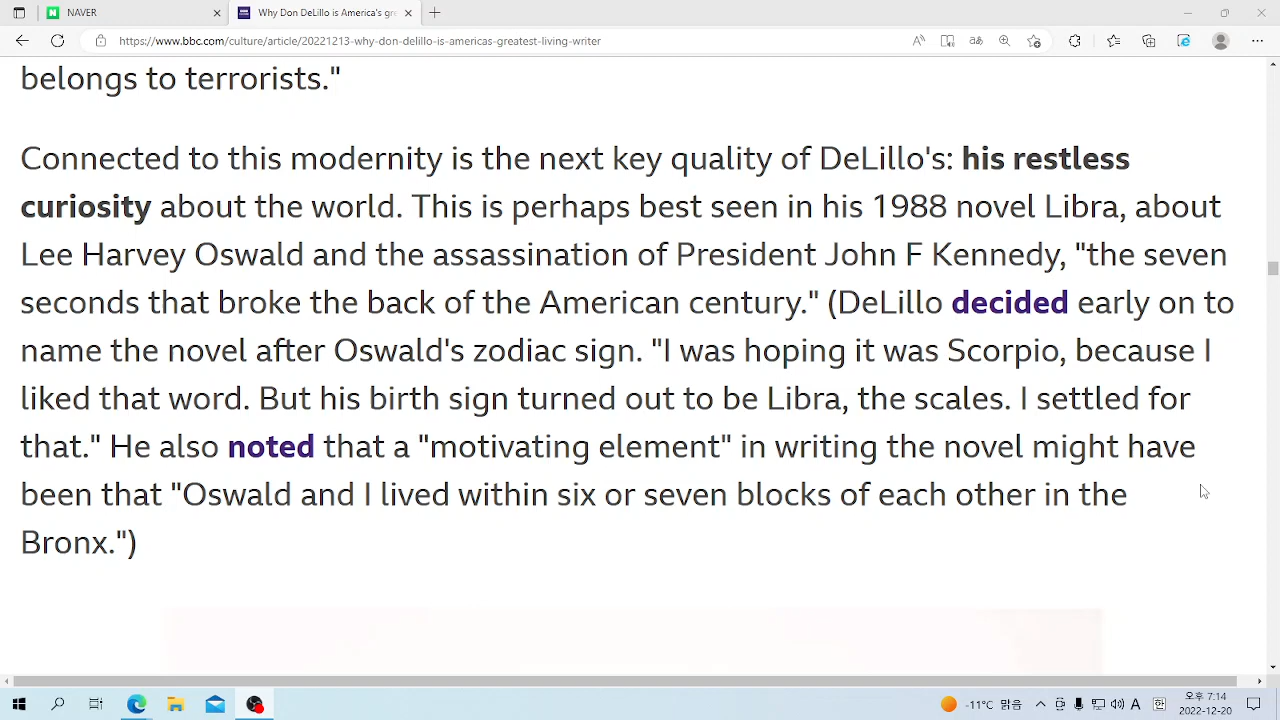 NAVER
Why Don DeLillo is America's gre
https://www.bbc.com/culture/article/20221213-why-don-delillo-is-americas-greatest-living-writer
belongs to terrorists."
Connected to this modernity is the next key quality of DeLillo's: his restless
curiosity about the world. This is perhaps best seen in his 1988 novel Libra, about
Lee Harvey Oswald and the assassination of President John F Kennedy, "the seven
seconds that broke the back of the American century." (DeLillo decided early on to
name the novel after Oswald's zodiac sign. "I was hoping it was Scorpio, because I
liked that word. But his birth sign turned out to be Libra, the scales. I settled for
that." He also noted that a "motivating element" in writing the novel might have
been that "Oswald and I lived within six or seven blocks of each other in the
Bronx.")
-11°C 맑음
A
오후 7:14
2022-12-20